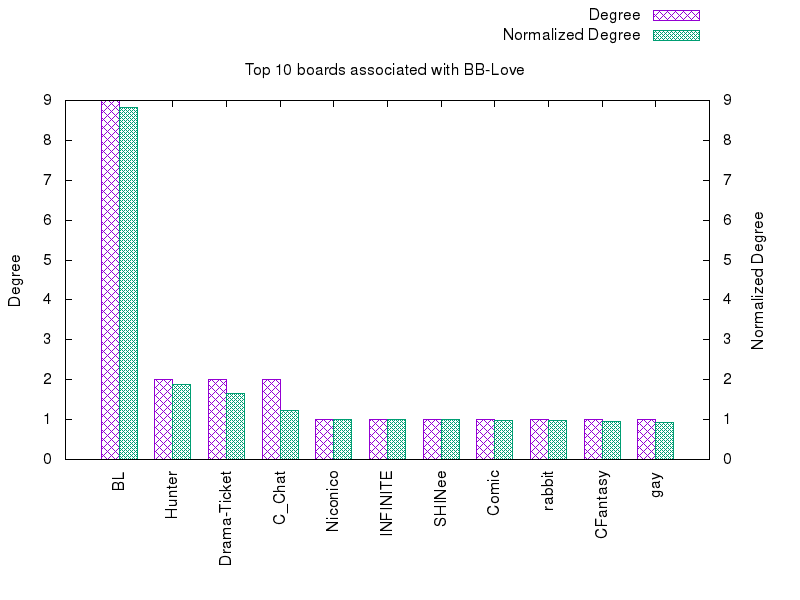 Degree
Normalized Degree
Top 10 boards associated with BB-Love
9 9
8 8
7 7
6 6
5 5
4 4
3 3
2 2
1 1
0 0
Degree
Normalized Degree
BL
Hunter
Drama-Ticket
C_Chat
Niconico
INFINITE
SHINee
Comic
rabbit
CFantasy
gay